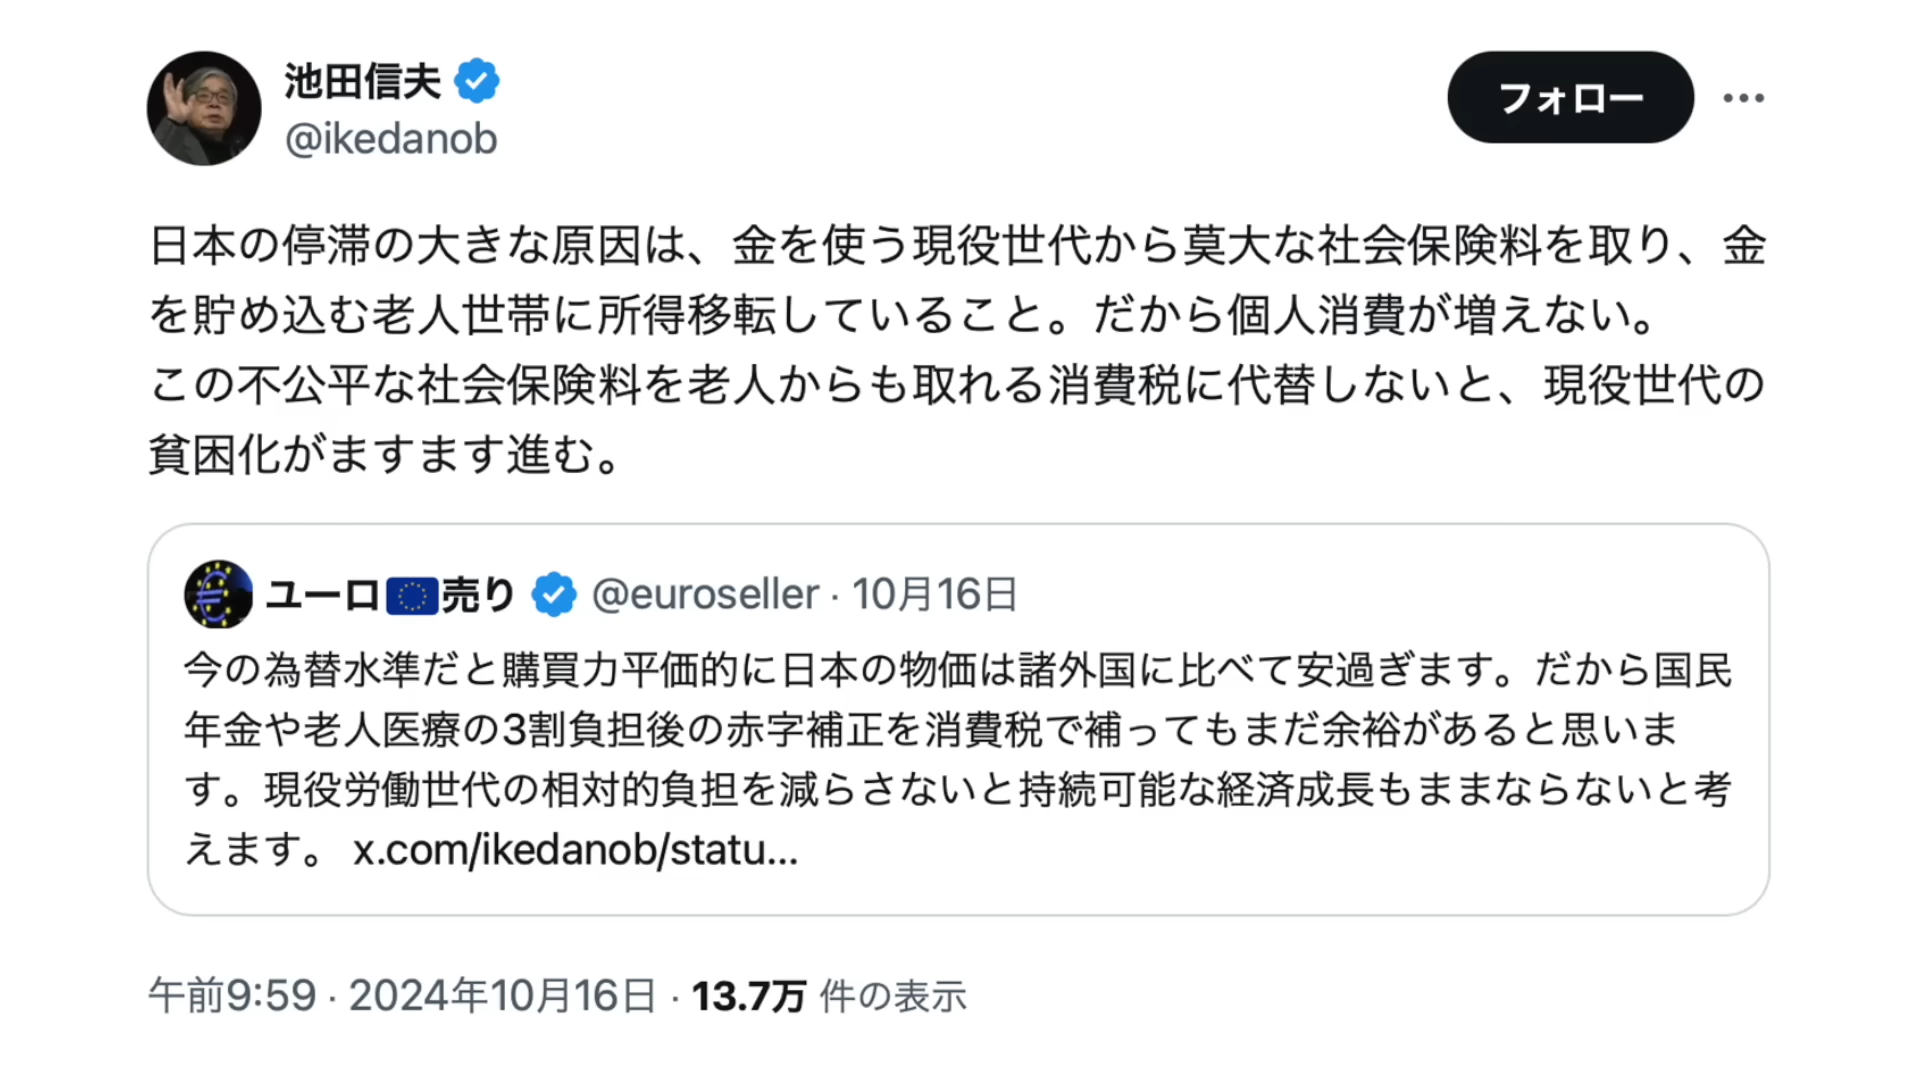 池田信夫
@ikedanob
フォロー
日本の停滞の大きな原因は、金を使う現役世代から莫大な社会保険料を取り、金
を貯め込む老人世帯に所得移転していること。だから個人消費が増えない。
この不公平な社会保険料を老人からも取れる消費税に代替しないと、現役世代の
貧困化がますます進む。
ユーロ🇪🇺売り @euroseller · 10月16日
今の為替水準だと購買力平価的に日本の物価は諸外国に比べて安過ぎます。だから国民
年金や老人医療の3割負担後の赤字補正を消費税で補ってもまだ余裕があると思いま
す。現役労働世代の相対的負担を減らさないと持続可能な経済成長もままならないと考
えます。 x.com/ikedanob/statu...
午前9:59 · 2024年10月16日 · 13.7万 件の表示